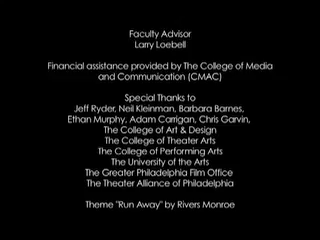 Faculty Advisor
Larry Loebell
Financial assistance provided by The College of Media
and Communication (CMAC)
Special Thanks to
Jeff Ryder, Neil Kleinman, Barbara Barnes,
Ethan Murphy, Adam Carrigan, Chris Garvin,
The College of Art & Design
The College of Theater Arts
The College of Performing Arts
The University of the Arts
The Greater Philadelphia Film Office
The Theater Alliance of Philadelphia
Theme "Run Away" by Rivers Monroe